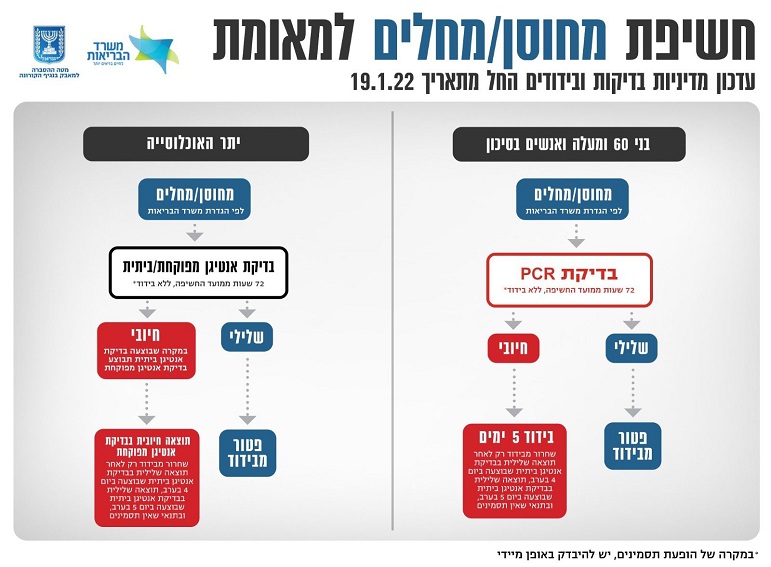 חשיפת מחוסן/מחלים למאומת
עדכון מדיניות בדיקות ובידודים החל מתאריך 19.1.22
משרד
הבריאות
לחיים בריאים יותר
מטה ההסברה
למאבק בנגיף הקורונה
בני 60 ומעלה ואנשים בסיכון
מחוסן/מחלים
לפי הגדרת משרד הבריאות
בדיקת PCR
72 שעות ממועד החשיפה, ללא בידוד*
שלילי
חיובי
פטור
מבידוד
בידוד 5 ימים
שחרור מבידוד רק לאחר
תוצאה שלילית בבדיקת
אנטיגן ביתית שבוצעה ביום
4 בערב, ותוצאה שלילית
בבדיקת אנטיגן ביתית
שבוצעה ביום 5 בערב,
ובתנאי שאין תסמינים
יתר האוכלוסייה
מחוסן/מחלים
לפי הגדרת משרד הבריאות
בדיקת אנטיגן מפוקחת/ביתית
72 שעות ממועד החשיפה, ללא בידוד*
שלילי
חיובי
במקרה שבוצעה בדיקת
אנטיגן ביתית תבוצע
בדיקת אנטיגן מפוקחת
פטור
מבידוד
תוצאה חיובית בבדיקת
אנטיגן מפוקחת
שחרור מבידוד רק לאחר
תוצאה שלילית בבדיקת
אנטיגן ביתית שבוצעה ביום
4 בערב, תוצאה שלילית
בבדיקת אנטיגן ביתית
שבוצעה ביום 5 בערב,
ובתנאי שאין תסמינים
*במקרה של הופעת תסמינים, יש להיבדק באופן מיידי